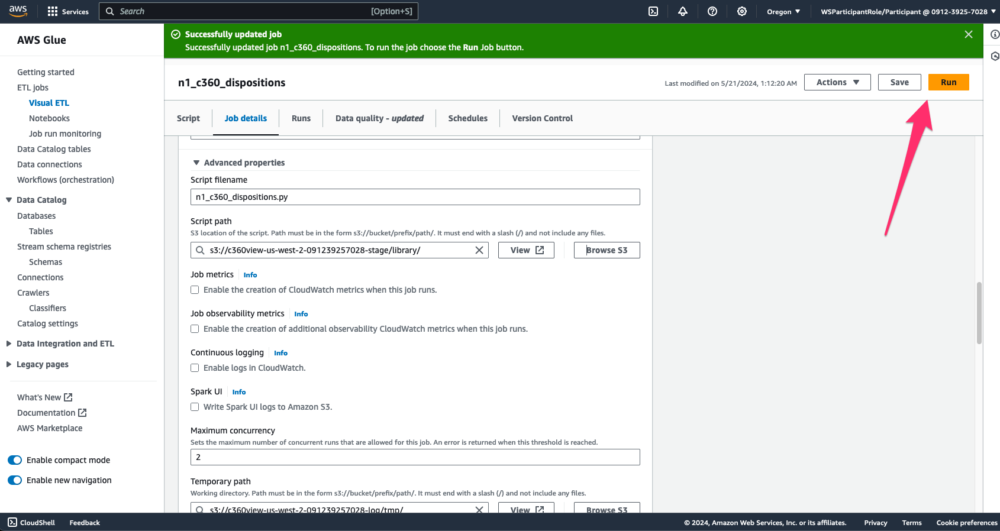 aws
Services
Search
[Option+S]
Oregon
WSParticipantRole/Participant @ 0912-3925-7028
AWS Glue
Getting started
ETL jobs
Visual ETL
Notebooks
Job run monitoring
Data Catalog tables
Data connections
Workflows (orchestration)
Data Catalog
Databases
Tables
Stream schema registries
Schemas
Connections
Crawlers
Classifiers
Catalog settings
Data Integration and ETL
Legacy pages
What's New
Documentation
AWS Marketplace
Enable compact mode
Enable new navigation
Successfully updated job
Successfully updated job n1_c360_dispositions. To run the job choose the Run Job button.
n1_c360_dispositions
Last modified on 5/21/2024, 1:12:20 AM
Actions
Save
Run
Script
Job details
Runs
Data quality - updated
Schedules
Version Control
Advanced properties
Script filename
n1_c360_dispositions.py
Script path
S3 location of the script. Path must be in the form s3://bucket/prefix/path/. It must end with a slash (/) and not include any files.
s3://c360view-us-west-2-091239257028-stage/library/
View
Browse S3
Job metrics
Info
Enable the creation of CloudWatch metrics when this job runs.
Job observability metrics
Info
Enable the creation of additional observability CloudWatch metrics when this job runs.
Continuous logging
Info
Enable logs in CloudWatch.
Spark UI
Info
Write Spark UI logs to Amazon S3.
Maximum concurrency
Sets the maximum number of concurrent runs that are allowed for this job. An error is returned when this threshold is reached.
2
Temporary path
Working directory. Path must be in the form s3://bucket/prefix/path/. It must end with a slash (/) and not include any files.
s3://c360view-us-west-2-091239257028-log/tmp/
View
Browse S3
CloudShell
Feedback
© 2024, Amazon Web Services, Inc. or its affiliates.
Privacy
Terms
Cookie preferences